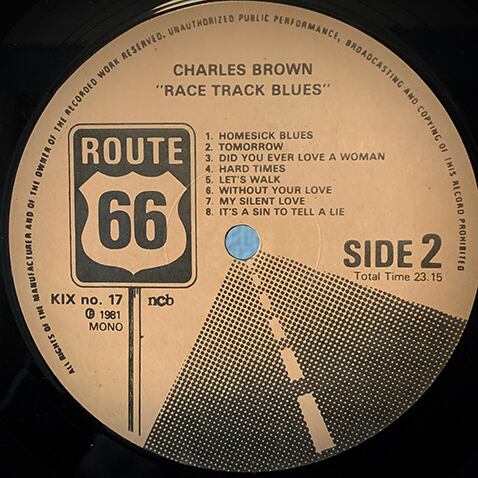 ALL RIGHTS OF THE MANUFACTURER AND OF THE OWNER OF THE RECORDED WORK RESERVED. UNAUTHORIZED PUBLIC PERFORMANCE, BROADCASTING AND COPYING OF THIS RECORD PROHIBITED
CHARLES BROWN
"RACE TRACK BLUES"
ROUTE
66
1. HOMESICK BLUES
2. TOMORROW
3. DID YOU EVER LOVE A WOMAN
4. HARD TIMES
5. LET'S WALK
6. WITHOUT YOUR LOVE
7. MY SILENT LOVE
8. IT'S A SIN TO TELL A LIE
SIDE 2
Total Time 23.15
KIX no. 17 ncb
℗ 1981
MONO